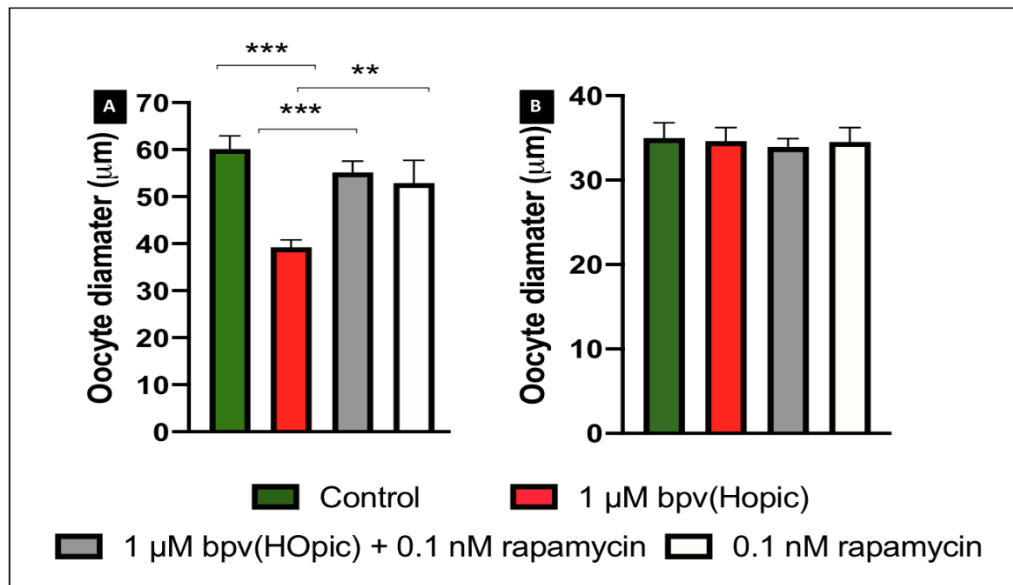 ***
**
***
A
70
60
50
40
30
20
10
0
Oocyte diamater (μm)
B
40
30
20
10
0
Oocyte diamater (μm)
Control
1 μM bpv(Hopic)
1 μM bpv(HOpic) + 0.1 nM rapamycin
0.1 nM rapamycin